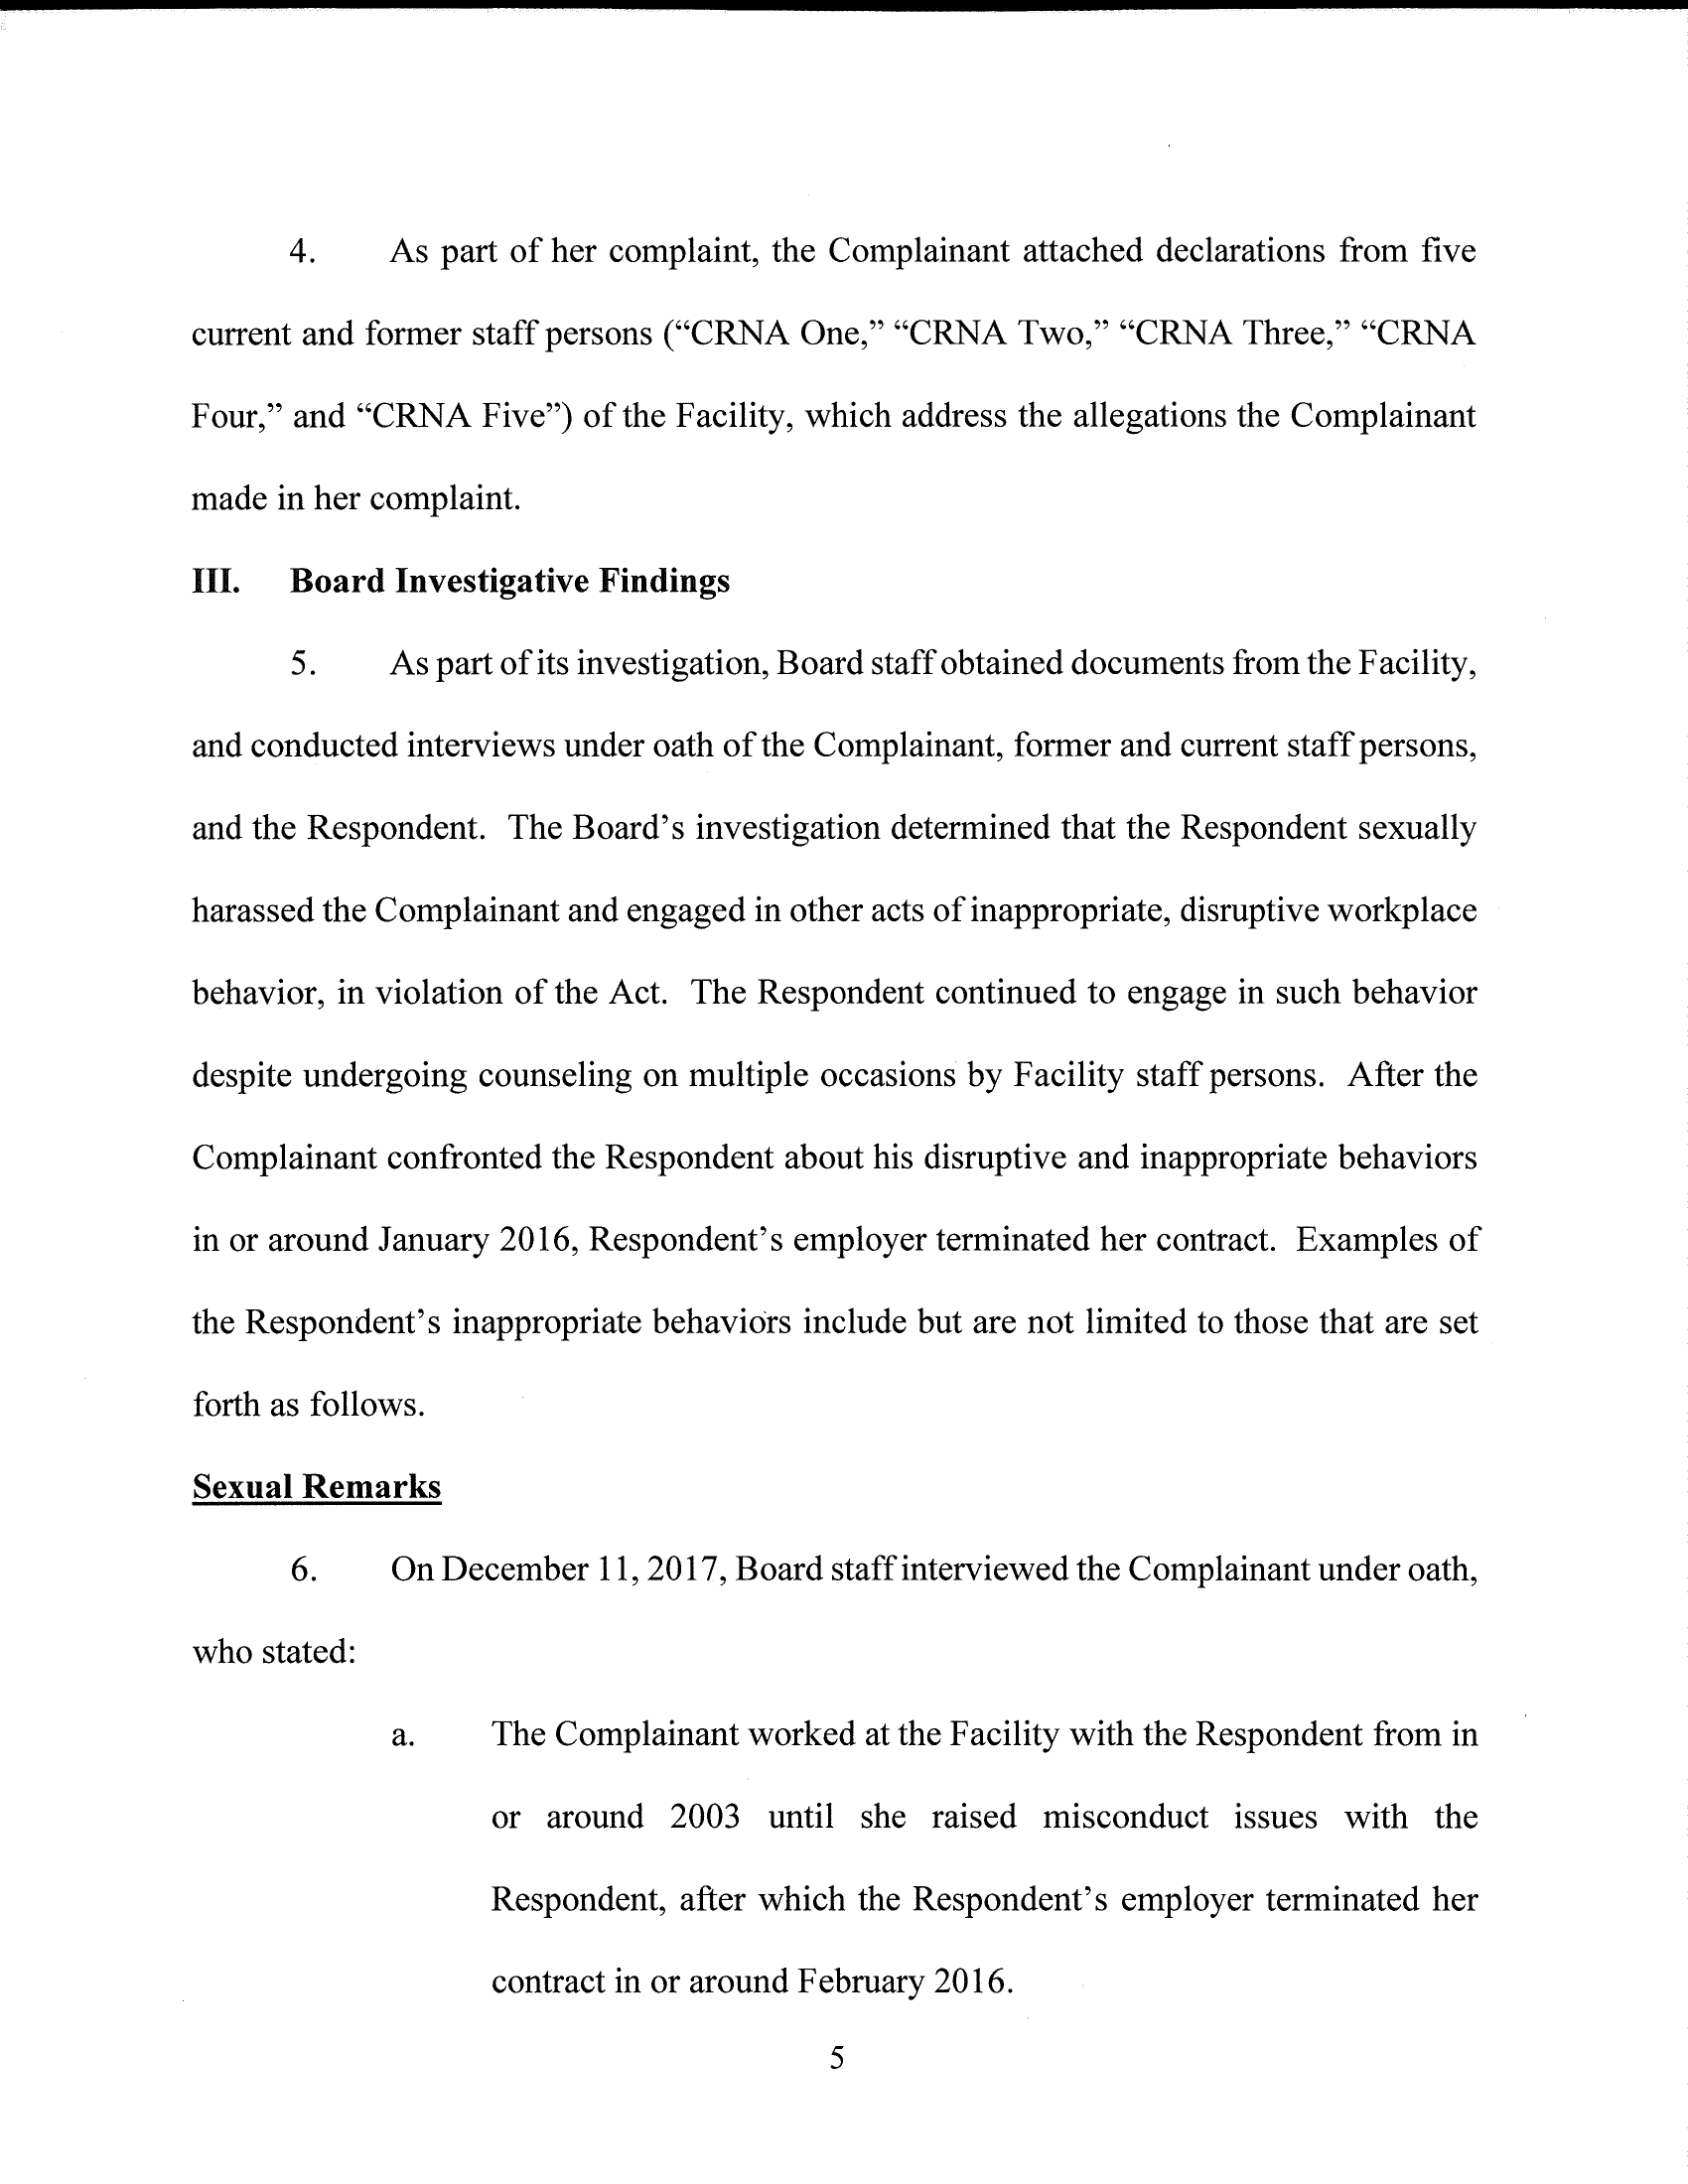 4. As part of her complaint, the Complainant attached declarations from five
current and former staff persons (“CRNA One,” “CRNA Two,” “CRNA Three,” “CRNA
Four,” and “CRNA Five”) of the Facility, which address the allegations the Complainant
made in her complaint.
III. Board Investigative Findings
5. As part of its investigation, Board staff obtained documents from the Facility,
and conducted interviews under oath of the Complainant, former and current staff persons,
and the Respondent. The Board’s investigation determined that the Respondent sexually
harassed the Complainant and engaged in other acts of inappropriate, disruptive workplace
behavior, in violation of the Act. The Respondent continued to engage in such behavior
despite undergoing counseling on multiple occasions by Facility staff persons. After the
Complainant confronted the Respondent about his disruptive and inappropriate behaviors
in or around January 2016, Respondent’s employer terminated her contract. Examples of
the Respondent’s inappropriate behaviors include but are not limited to those that are set
forth as follows.
Sexual Remarks
6. On December 11, 2017, Board staff interviewed the Complainant under oath,
who stated:
a. The Complainant worked at the Facility with the Respondent from in
or around 2003 until she raised misconduct issues with the
Respondent, after which the Respondent’s employer terminated her
contract in or around February 2016.
5